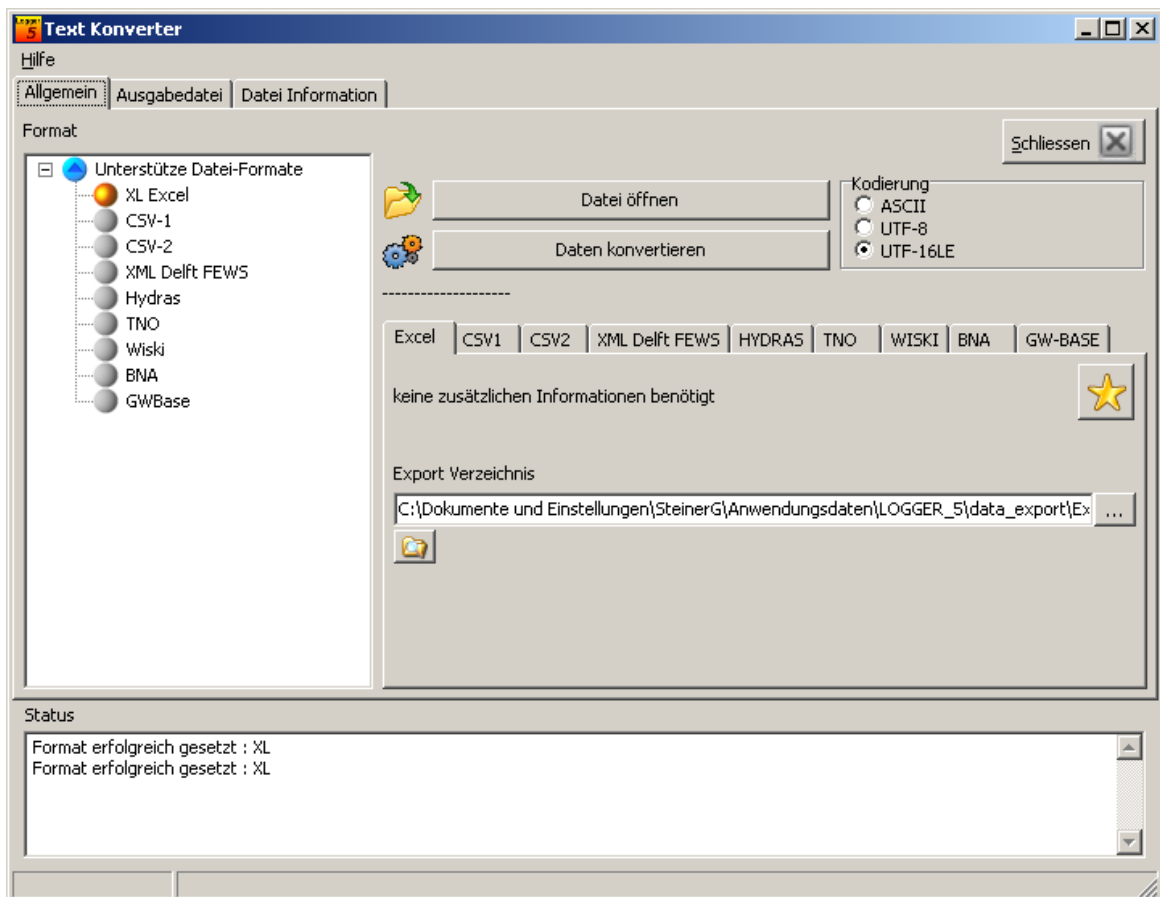 Logger 5 Text Konverter
Hilfe
Allgemein Ausgabedatei Datei Information
Format
Schliessen
Unterstütze Datei-Formate
XL Excel
CSV-1
CSV-2
XML Delft FEWS
Hydras
TNO
Wiski
BNA
GWBase
Datei öffnen
Daten konvertieren
Kodierung
ASCII
UTF-8
UTF-16LE
--------------------
Excel CSV1 CSV2 XML Delft FEWS HYDRAS TNO WISKI BNA GW-BASE
keine zusätzlichen Informationen benötigt
Export Verzeichnis
C:\Dokumente und Einstellungen\SteinerG\Anwendungsdaten\LOGGER_5\data_export\Ex ...
Status
Format erfolgreich gesetzt : XL
Format erfolgreich gesetzt : XL